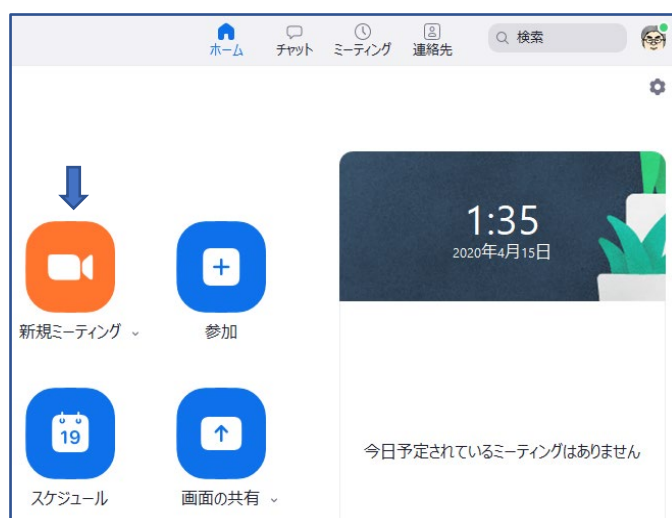 ホーム チャット ミーティング 連絡先 検索
1:35
2020年4月15日
新規ミーティング 参加
19
スケジュール 画面の共有
今日予定されているミーティングはありません